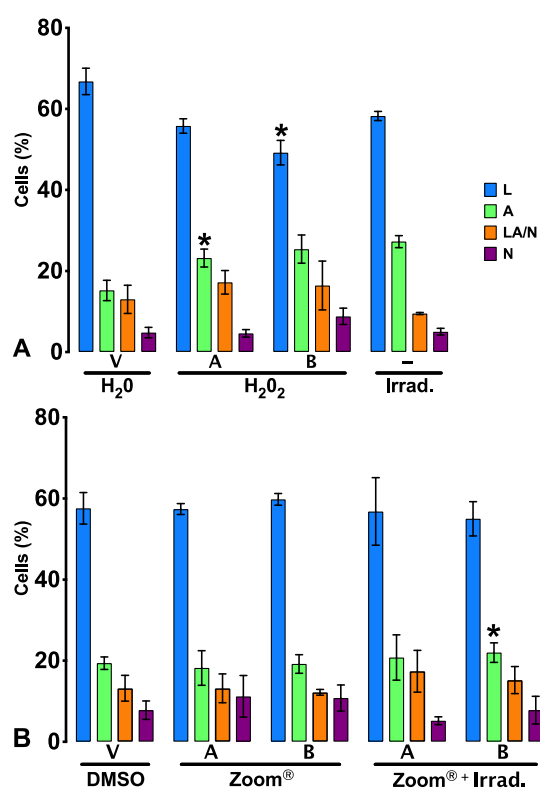 80
60
40
20
0
Cells (%)
*
*
L
A
LA/N
N
A
V A B –
H₂0 H₂0₂ Irrad.
80
60
40
20
0
Cells (%)
*
B
V A B A B
DMSO Zoom® Zoom® + Irrad.